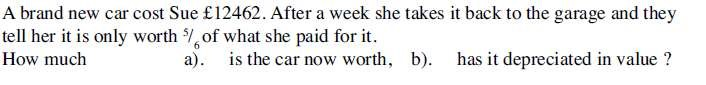 A brand new car cost Sue £12462. After a week she takes it back to the garage and they
tell her it is only worth 5/6 of what she paid for it.
How much a). is the car now worth, b). has it depreciated in value ?